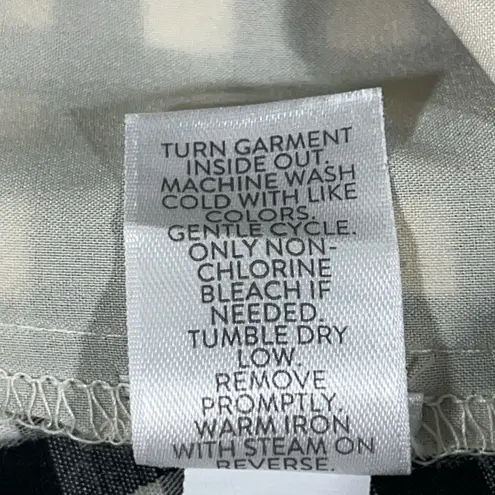 TURN GARMENT
INSIDE OUT.
MACHINE WASH
COLD WITH LIKE
COLORS.
GENTLE CYCLE.
ONLY NON-
CHLORINE
BLEACH IF
NEEDED.
TUMBLE DRY
LOW.
REMOVE
PROMPTLY.
WARM IRON
WITH STEAM ON
REVERSE.